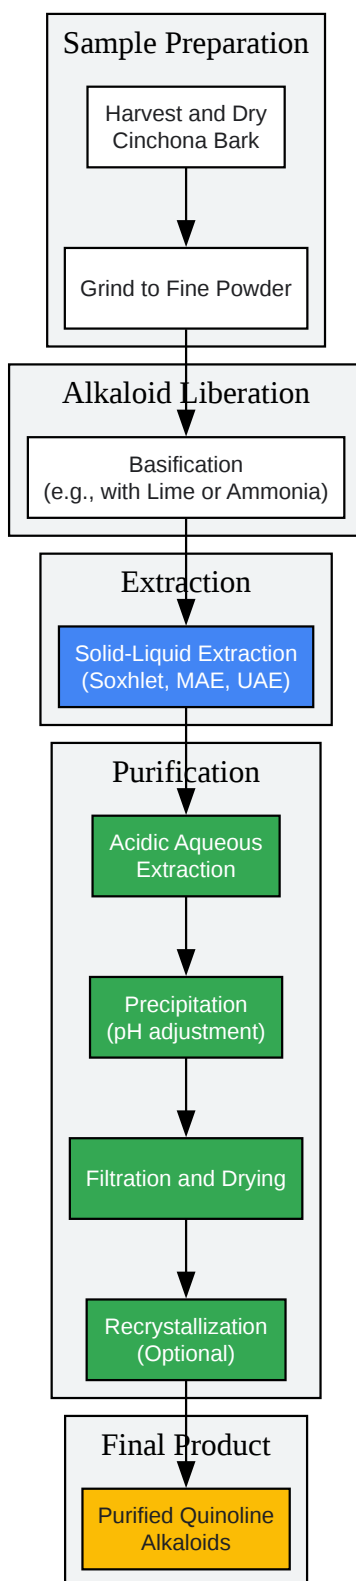 Sample Preparation
Harvest and Dry
Cinchona Bark
Grind to Fine Powder
Alkaloid Liberation
Basification
(e.g., with Lime or Ammonia)
Extraction
Solid-Liquid Extraction
(Soxhlet, MAE, UAE)
Purification
Acidic Aqueous
Extraction
Precipitation
(pH adjustment)
Filtration and Drying
Recrystallization
(Optional)
Final Product
Purified Quinoline
Alkaloids